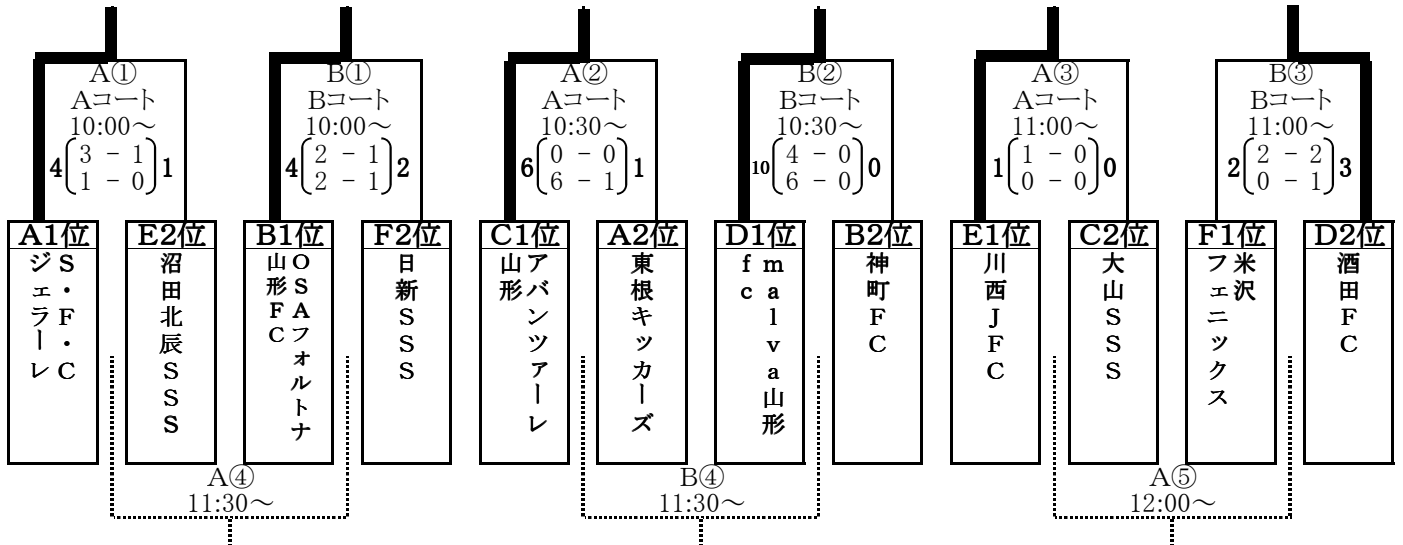 A① B① A② B② A③ B③
Aコート Bコート Aコート Bコート Aコート Bコート
10:00～ 10:00～ 10:30～ 10:30～ 11:00～ 11:00～
3 - 1 2 - 1 0 - 0 4 - 0 1 - 0 2 - 2
4 1 4 2 6 1 10 0 1 0 2 3
1 - 0 2 - 1 6 - 1 6 - 0 0 - 0 0 - 1
A1位 E2位 B1位 F2位 C1位 A2位 D1位 B2位 E1位 C2位 F1位 D2位
S・F・C
ジェラーレ
沼田北辰SSS
OSAフォルトナ
山形FC
日新SSS
アバンツァーレ
山形
東根キッカーズ
malva山形
fc
神町FC
川西JFC
大山SSS
米沢
フェニックス
酒田FC
A④ B④ A⑤
11:30～ 11:30～ 12:00～